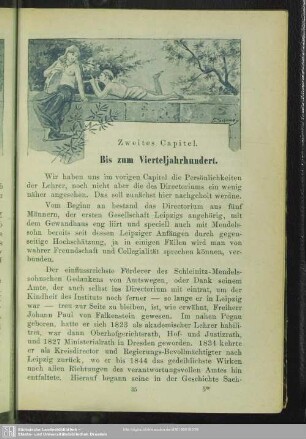 Zweites Capitel.
Bis zum Vierteljahrhundert.
Wir haben uns im vorigen Capitel die Persönlichkeiten
der Lehrer, noch nicht aber die des Directoriums ein wenig
näher angesehen. Das soll zunächst hier nachgeholt werden.
Vom Beginn an bestand das Directorium aus fünf
Männern, der ersten Gesellschaft Leipzigs angehörig, mit
dem Gewandhaus eng liirt und speciell auch mit Mendels-
sohn bereits seit dessen Leipziger Anfängen durch gegen-
seitige Hochschätzung, ja in einigen Fällen wird man von
wahrer Freundschaft und Collegialität sprechen können, ver-
bunden.
Der einflussreichste Förderer des Schleinitz-Mendels-
sohnschen Gedankens von Amtswegen, oder Dank seinem
Amte, der auch selbst ins Directorium mit eintrat, um der
Kindheit des Instituts noch ferner — so lange er in Leipzig
war — treu zur Seite zu bleiben, ist, wie erwähnt, Freiherr
Johann Paul von Falkenstein gewesen. Im nahen Pegau
geboren, hatte er seit 1823 als akademischer Lehrer habili-
tirt, war dann Oberhofgerichtsrath, Hof- und Justizrath,
und 1827 Ministerialrath in Dresden geworden. 1834 kehrte
er als Kreisdirector und Regierungs-Bevollmächtigter nach
Leipzig zurück, wo er bis 1844 das gedeihlichste Wirken
nach allen Richtungen des verantwortungsvollen Amtes hin
entfaltete. Hierauf begann seine in der Geschichte Sach-
35